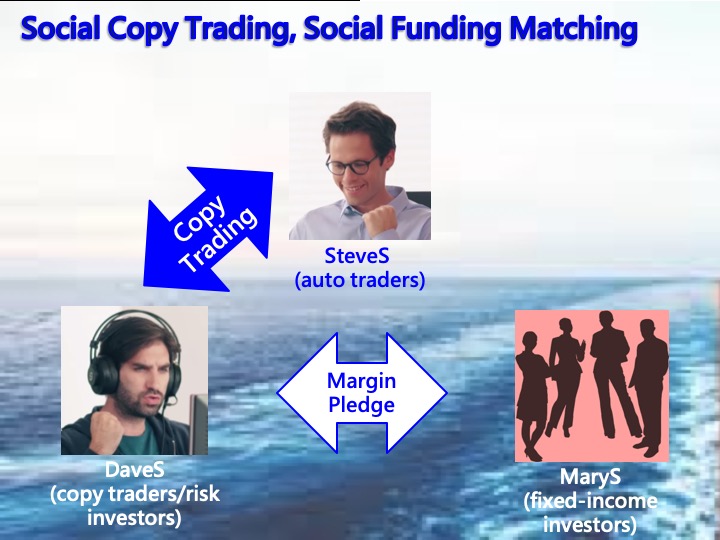 Social Copy Trading, Social Funding Matching
Copy
Trading
SteveS
(auto traders)
Margin
Pledge
DaveS
(copy traders/risk
investors)
MaryS
(fixed-income
investors)